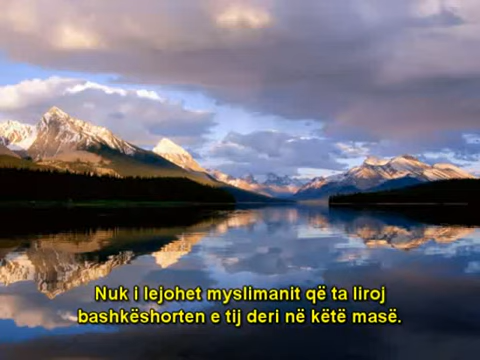 Nuk i lejohet myslimanit që ta liroj
bashkëshorten e tij deri në këtë masë.